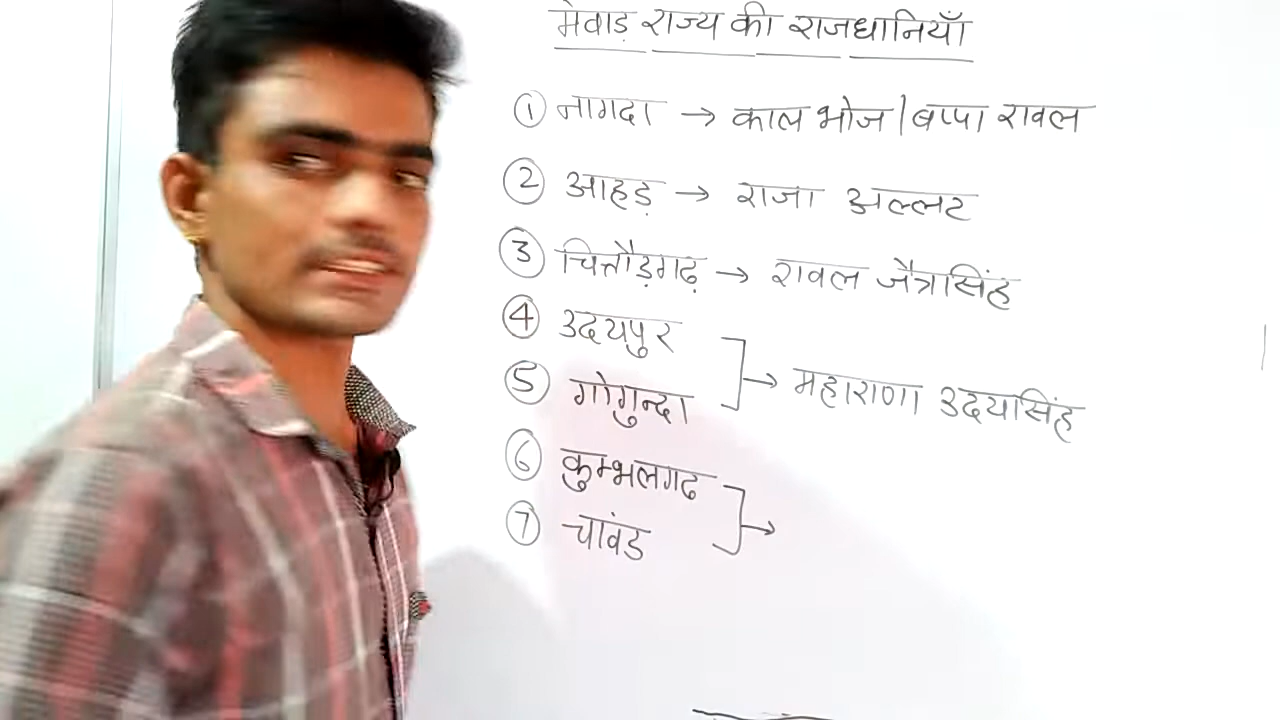 मेवाड़ राज्य की राजधानियाँ
① नागदा → काल भोज / बप्पा रावल
② आहड़ → राजा अल्लट
③ चित्तौड़गढ़ → रावल जैत्रसिंह
④ उदयपुर
⑤ गोगुन्दा
→ महाराणा उदयसिंह
⑥ कुम्भलगढ
⑦ चावंड
→